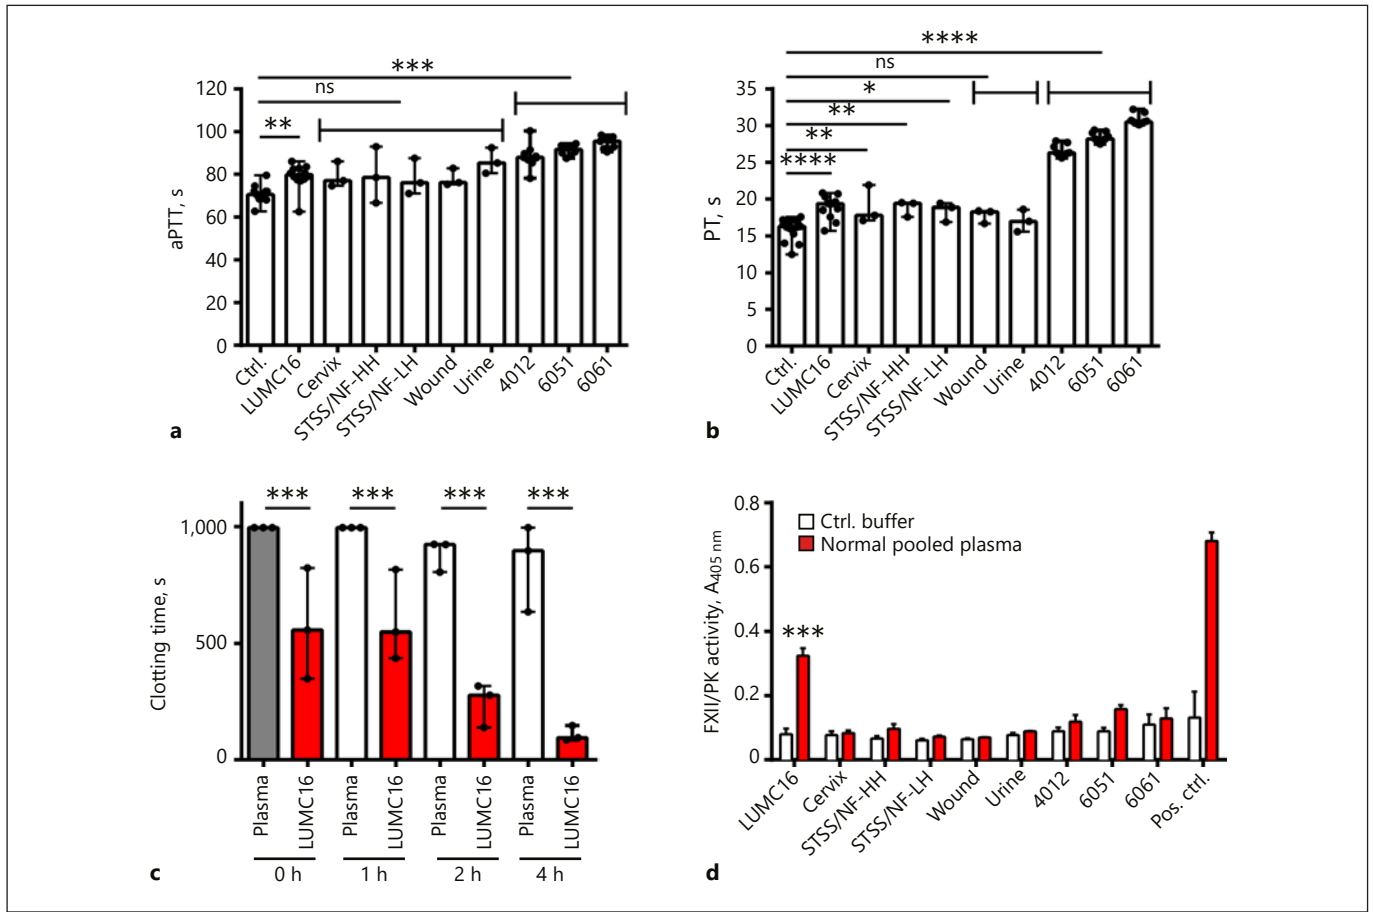 ***
ns
**
120
100
80
60
40
20
0
aPTT, s
Ctrl.
LUMC16
Cervix
STSS/NF-HH
STSS/NF-LH
Wound
Urine
4012
6051
6061
a
****
ns
*
**
**
****
35
30
25
20
15
10
5
0
PT, s
Ctrl.
LUMC16
Cervix
STSS/NF-HH
STSS/NF-LH
Wound
Urine
4012
6051
6061
b
*** *** *** ***
1,000
500
0
Clotting time, s
Plasma
LUMC16
Plasma
LUMC16
Plasma
LUMC16
Plasma
LUMC16
0 h 1 h 2 h 4 h
c
0.8
0.6
0.4
0.2
0
FXII/PK activity, A405 nm
Ctrl. buffer
Normal pooled plasma
***
LUMC16
Cervix
STSS/NF-HH
STSS/NF-LH
Wound
Urine
4012
6051
6061
Pos. ctrl.
d